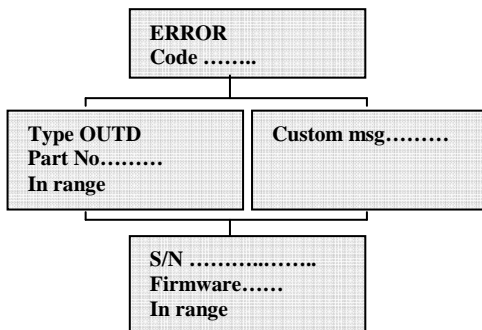 ERROR
Code ……..
Type OUTD
Part No………
In range
Custom msg………
S/N ………...……..
Firmware……
In range